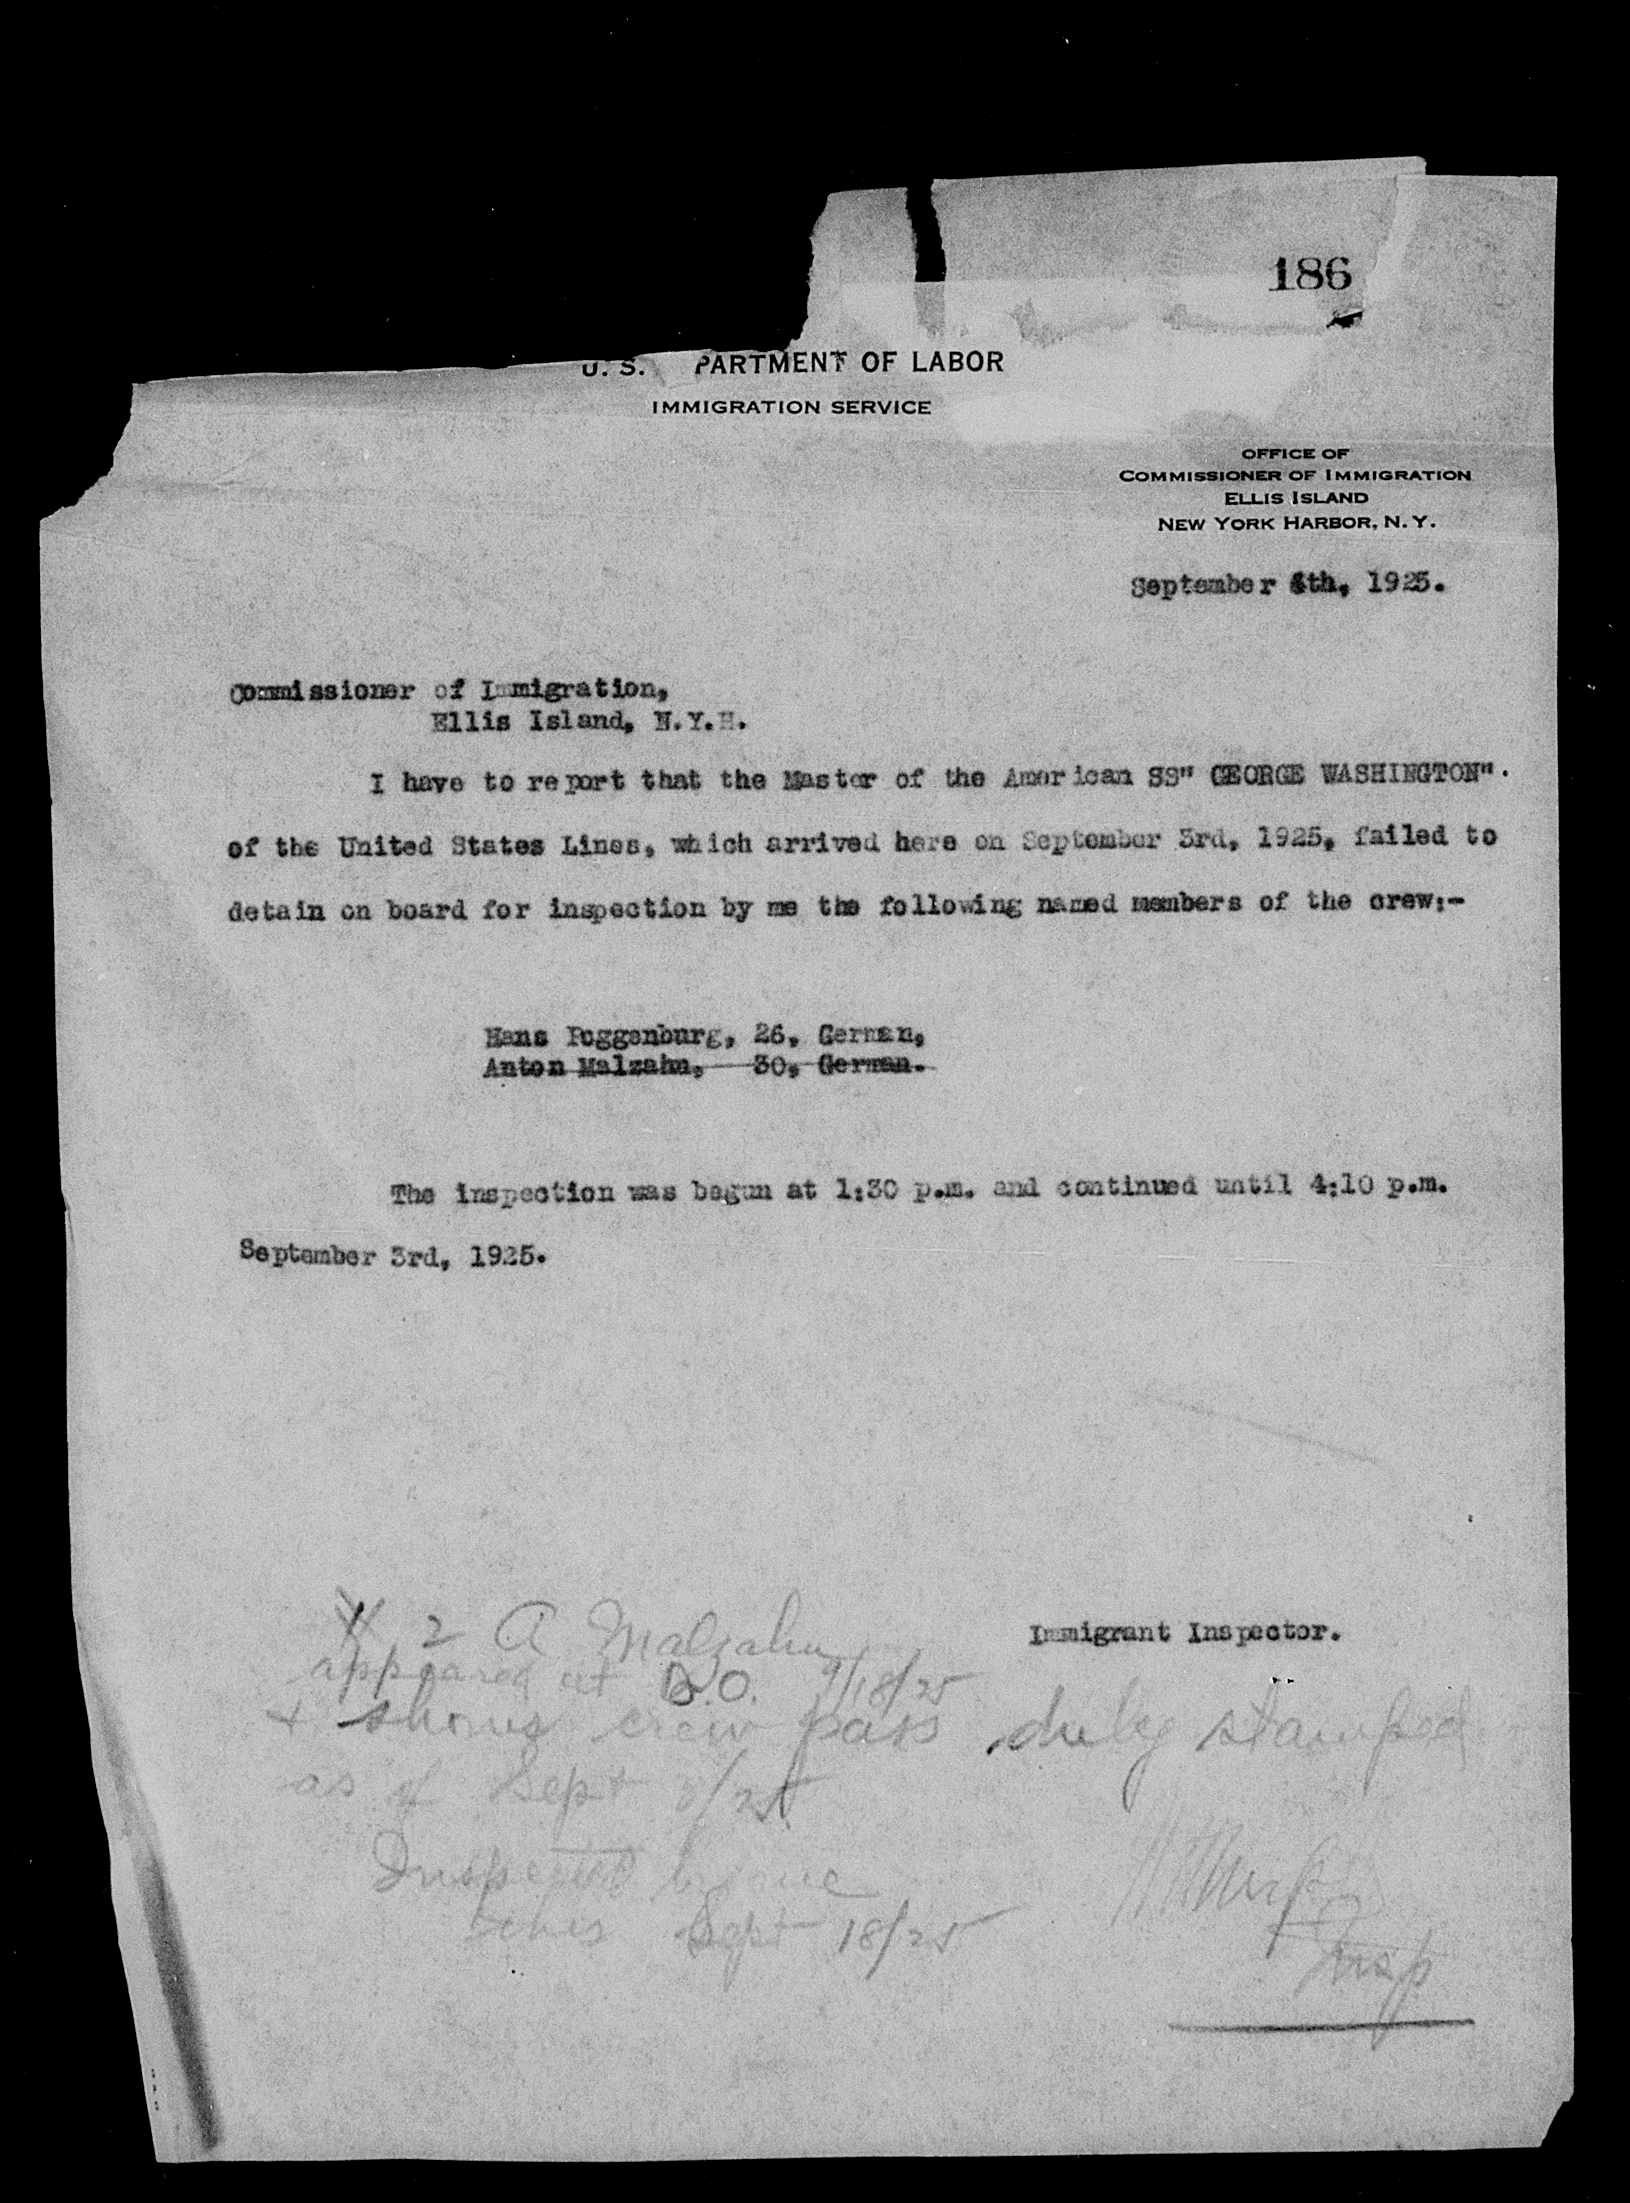 186
U. S. PARTMENT OF LABOR
IMMIGRATION SERVICE
OFFICE OF
COMMISSIONER OF IMMIGRATION
ELLIS ISLAND
NEW YORK HARBOR, N. Y.
September 4th, 1925.
Commissioner of Immigration,
Ellis Island, N.Y.H.
I have to report that the Master of the American SS" GEORGE WASHINGTON".
of the United States Lines, which arrived here on September 3rd, 1925, failed to
detain on board for inspection by me the following named members of the crew:-
Hans Poggenburg, 26, German,
Anton Malzahn, 30, German.
The inspection was begun at 1:30 p.m. and continued until 4:10 p.m.
September 3rd, 1925.
Immigrant Inspector.
# 2 A Malzahn
appeared at B.O. 9/18/25
+ shows crew pass duly stamped
as of Sept /25
Inspected by me
this Sept 18/25
Insp